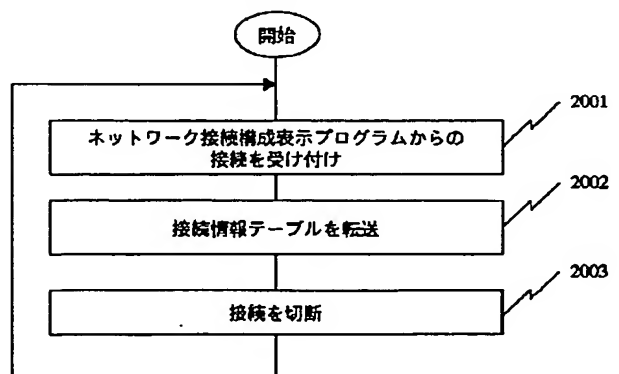 開始
2001
ネットワーク接続構成表示プログラムからの
接続を受け付け
2002
接続情報テーブルを転送
2003
接続を切断